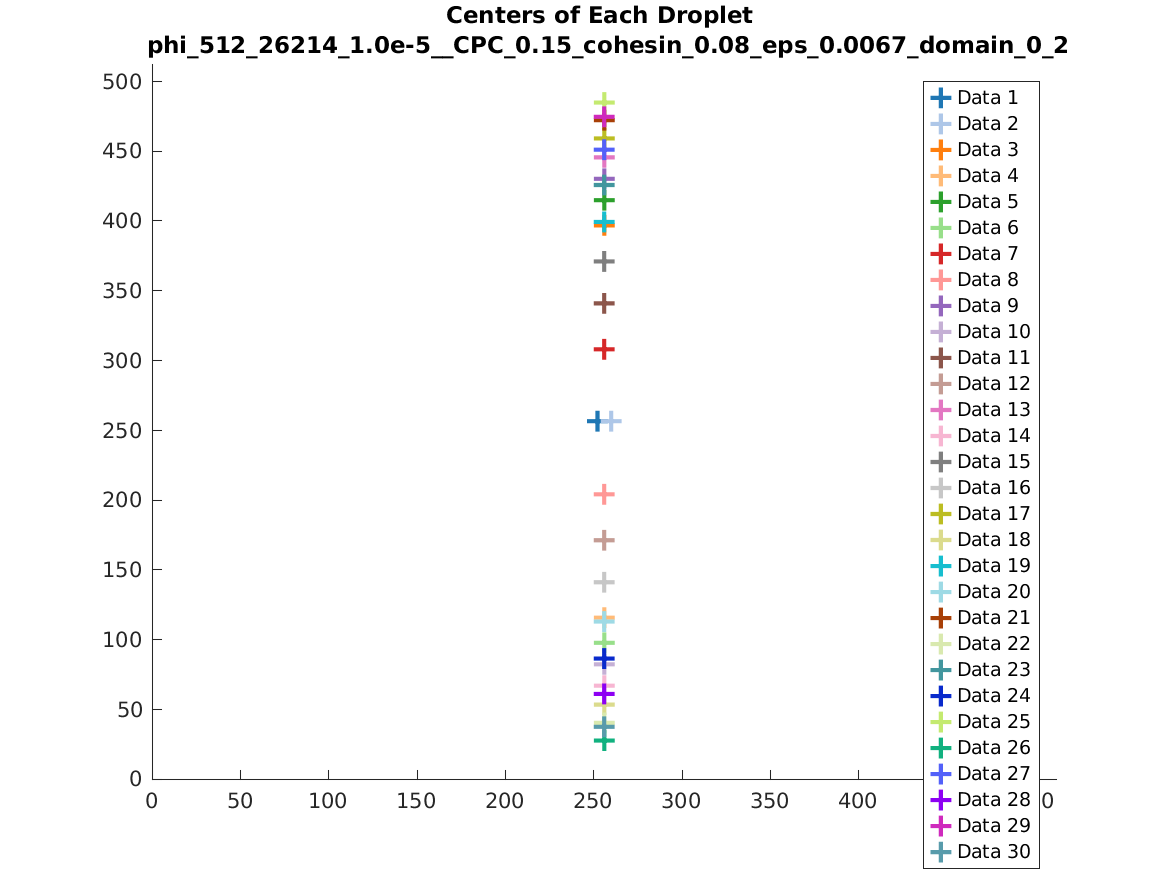 Centers of Each Droplet
phi_512_26214_1.0e-5__CPC_0.15_cohesin_0.08_eps_0.0067_domain_0_2
500
450
400
350
300
250
200
150
100
50
0
0 50 100 150 200 250 300 350 400 0
Data 1
Data 2
Data 3
Data 4
Data 5
Data 6
Data 7
Data 8
Data 9
Data 10
Data 11
Data 12
Data 13
Data 14
Data 15
Data 16
Data 17
Data 18
Data 19
Data 20
Data 21
Data 22
Data 23
Data 24
Data 25
Data 26
Data 27
Data 28
Data 29
Data 30